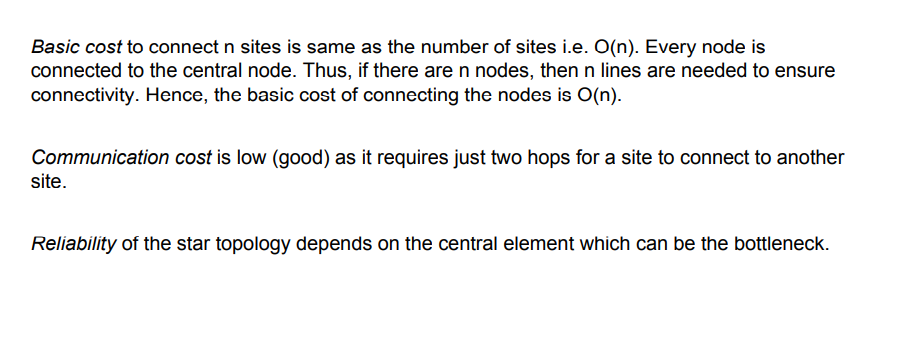 Basic cost to connect n sites is same as the number of sites i.e. O(n). Every node is
connected to the central node. Thus, if there are n nodes, then n lines are needed to ensure
connectivity. Hence, the basic cost of connecting the nodes is O(n).
Communication cost is low (good) as it requires just two hops for a site to connect to another
site.
Reliability of the star topology depends on the central element which can be the bottleneck.